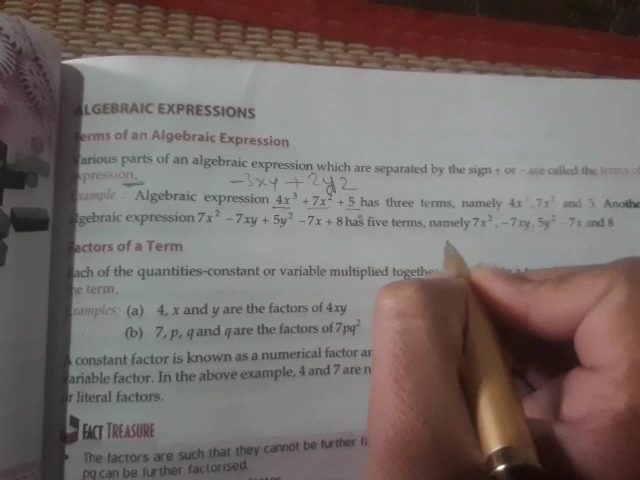 ALGEBRAIC EXPRESSIONS
Terms of an Algebraic Expression
Various parts of an algebraic expression which are separated by the sign + or – are called the terms of
expression.
-3xy + 2y2
Example : Algebraic expression 4x³ + 7x² + 5 has three terms, namely 4x³, 7x² and 5. Anothe
algebraic expression 7x² – 7xy + 5y² – 7x + 8 has five terms, namely 7x², – 7xy, 5y² – 7x and 8
Factors of a Term
Each of the quantities-constant or variable multiplied togethe
the term.
Examples: (a) 4, x and y are the factors of 4xy
(b) 7, p, q and q are the factors of 7pq²
A constant factor is known as a numerical factor an
variable factor. In the above example, 4 and 7 are n
or literal factors.
FACT TREASURE
• The factors are such that they cannot be further fa
pq can be further factorised.